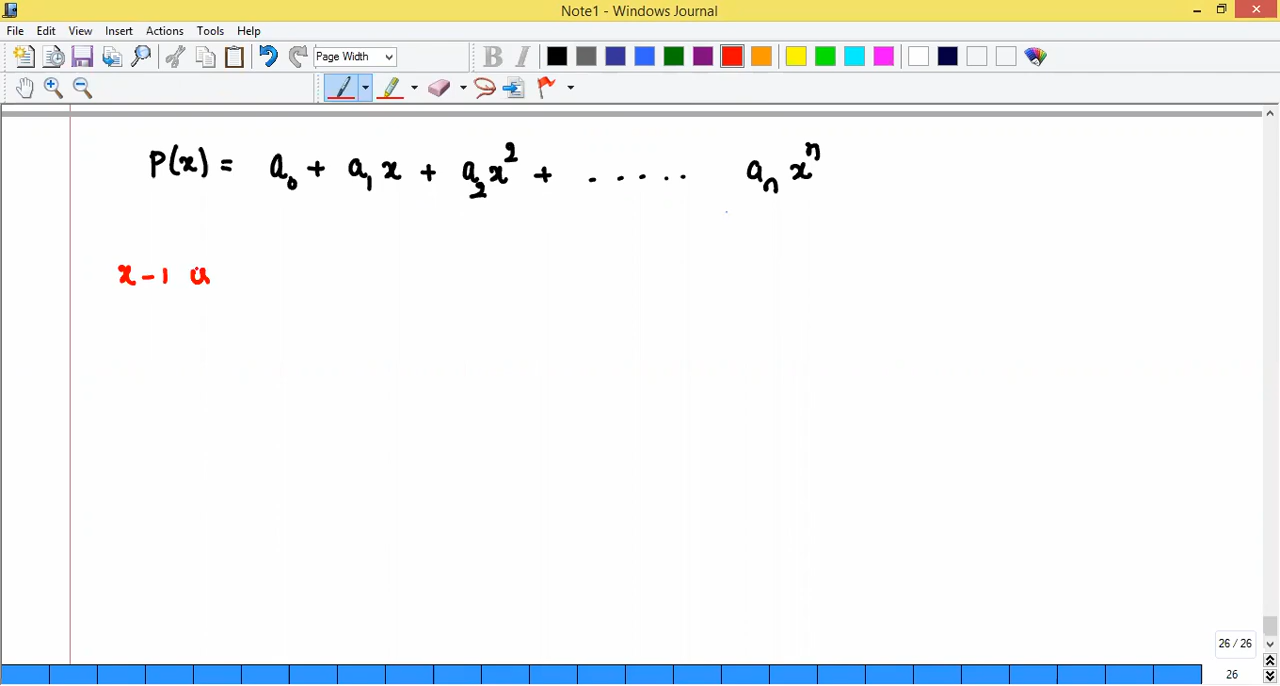 Note1 - Windows Journal
File Edit View Insert Actions Tools Help
B I Page Width
P(x) = a₀ + a₁ x + a₂ x² + ..... aₙ xⁿ
x - 1
26 / 26
26